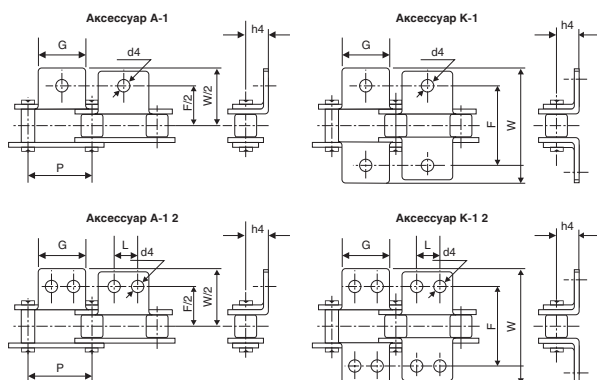 Аксессуар А-1
G
d4
h4
F/2
W/2
P
Аксессуар К-1
G
d4
h4
F
W
Аксессуар А-1 2
G
L
d4
h4
F/2
W/2
P
Аксессуар К-1 2
G
L
d4
h4
F
W